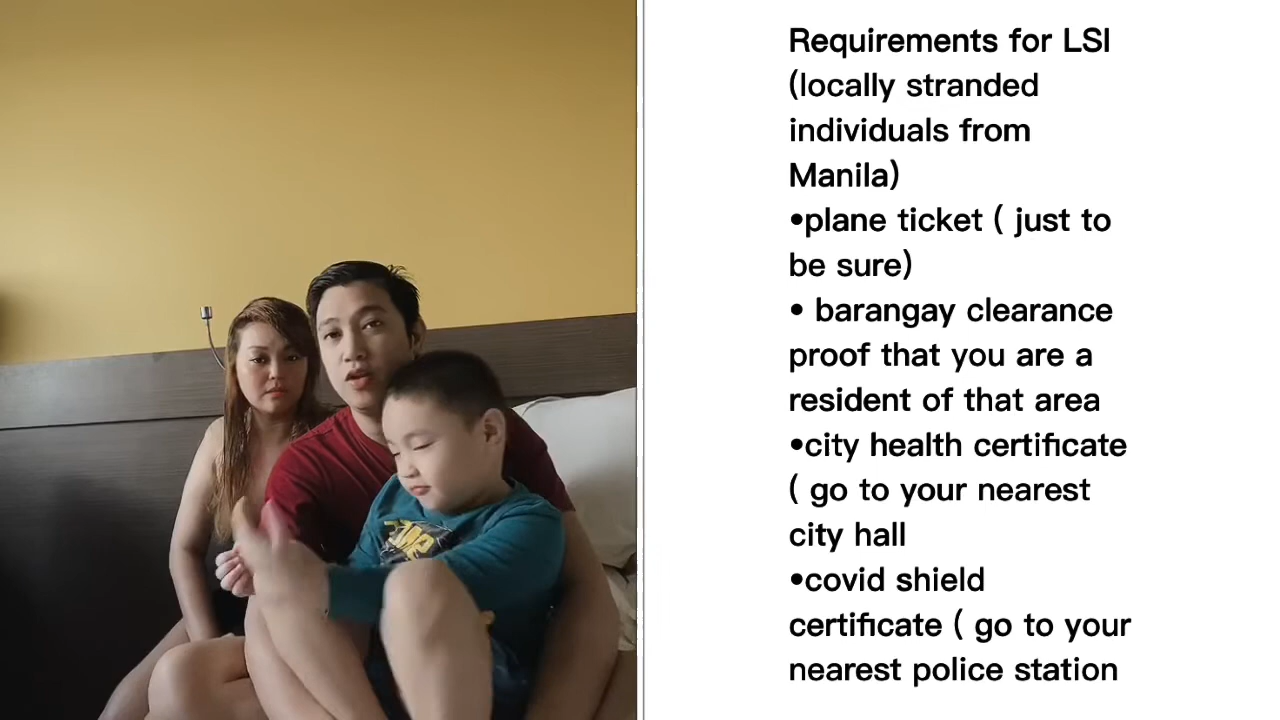 Requirements for LSI
(locally stranded
individuals from
Manila)
•plane ticket ( just to
be sure)
• barangay clearance
proof that you are a
resident of that area
•city health certificate
( go to your nearest
city hall
•covid shield
certificate ( go to your
nearest police station